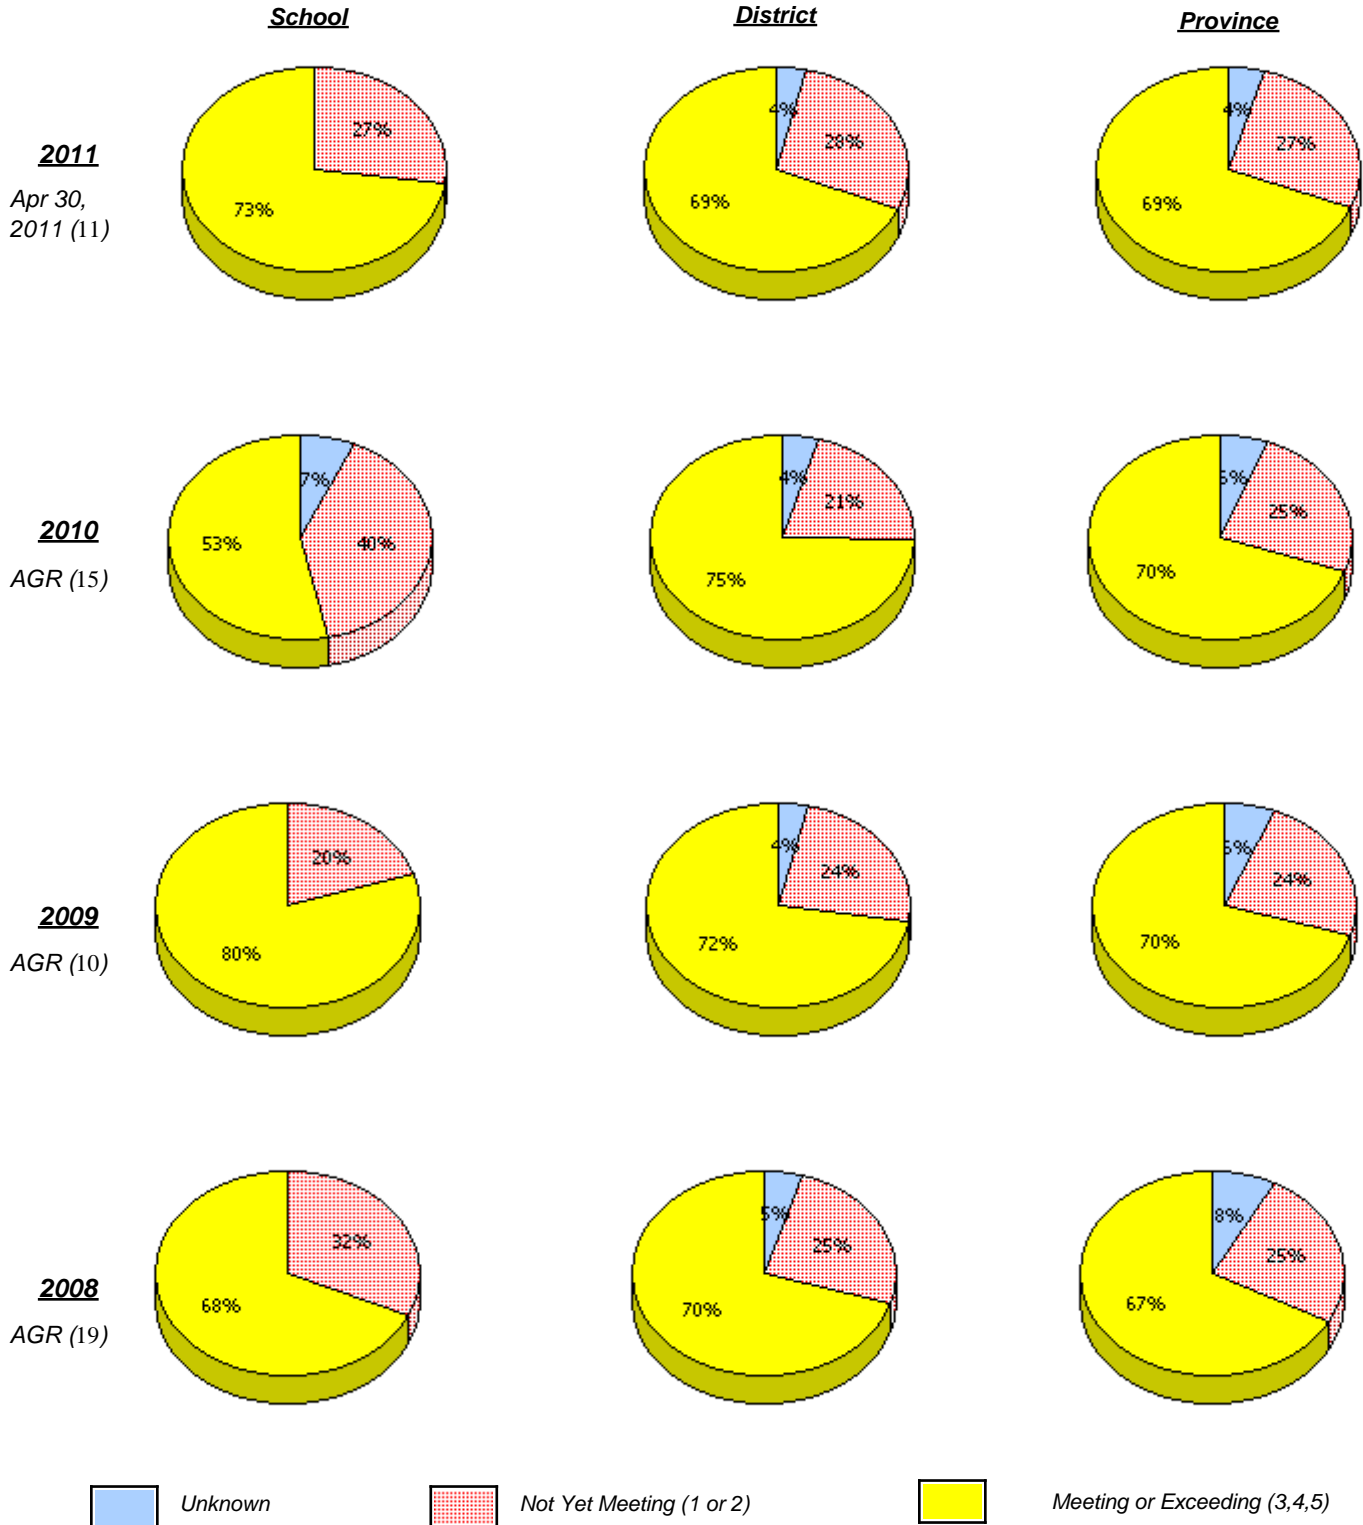 School District Province
27% 4% 28% 4% 27%
2011
Apr 30,
2011 (11)
73% 69% 69%
7% 4%
21% 25%
2010
53% 40%
AGR (15)
75% 70%
20% 4% 24% 24%
2009
AGR (10)
80% 72% 70%
32% 5% 25% 8% 25%
2008
68% 70% 67%
AGR (19)
Unknown Not Yet Meeting (1 or 2) Meeting or Exceeding (3,4,5)